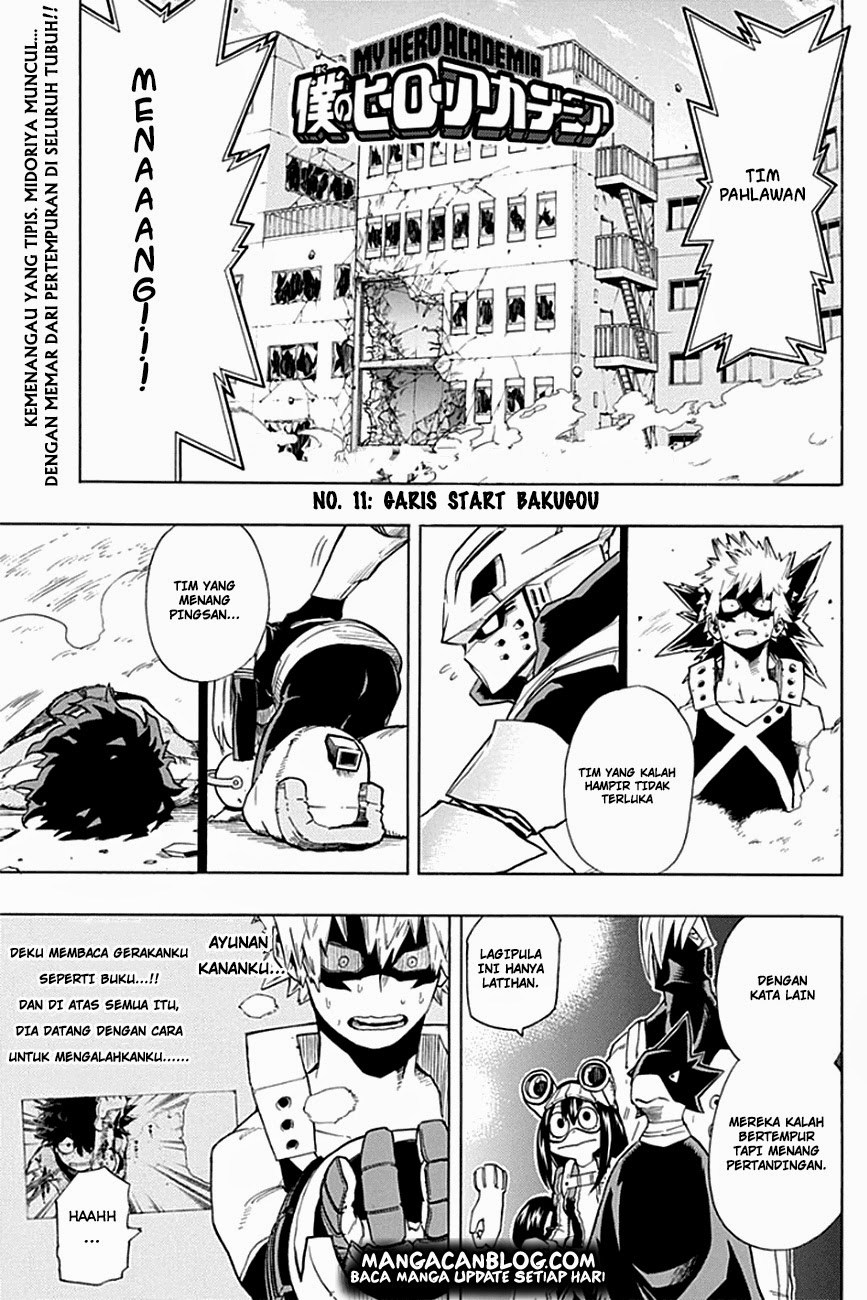 MY HERO ACADEMIA
僕のヒーローアカデミア
TIM
PAHLAWAN
MENAAANG!!!
KEMENANGAU YANG TIPIS. MIDORIYA MUNCUL...
DENGAN MEMAR DARI PERTEMPURAN DI SELURUH TUBUH!!
NO. 11: GARIS START BAKUGOU
TIM YANG KALAH
HAMPIR TIDAK
TERLUKA
TIM YANG
MENANG
PINGSAN...
DENGAN
KATA LAIN
MEREKA KALAH
BERTEMPUR
TAPI MENANG
PERTANDINGAN.
LAGIPULA
INI HANYA
LATIHAN.
AYUNAN
KANANKU...
DEKU MEMBACA GERAKANKU
SEPERTI BUKU...!!
DAN DI ATAS SEMUA ITU,
DIA DATANG DENGAN CARA
UNTUK MENGALAHKANKU......
HAAHH
...
MANGACANBLOG.COM
BACA MANGA UPDATE SETIAP HARI